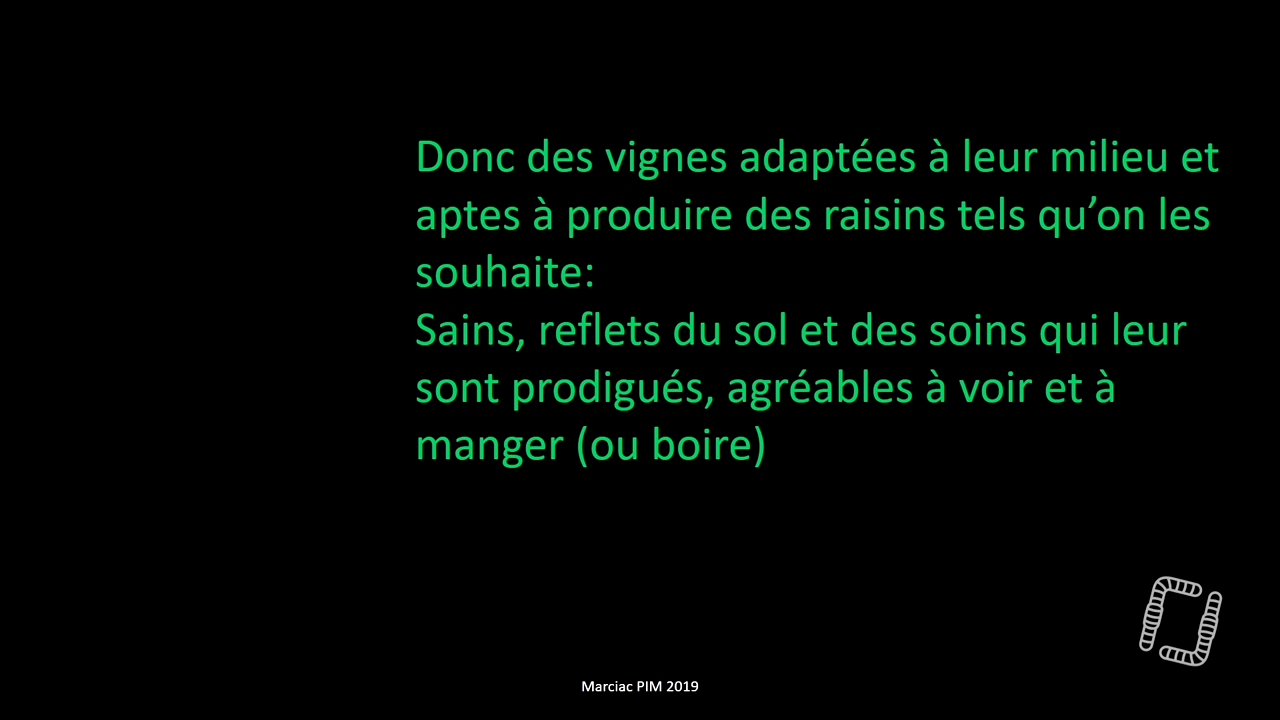 Donc des vignes adaptées à leur milieu et
aptes à produire des raisins tels qu’on les
souhaite:
Sains, reflets du sol et des soins qui leur
sont prodigués, agréables à voir et à
manger (ou boire)
Marciac PIM 2019